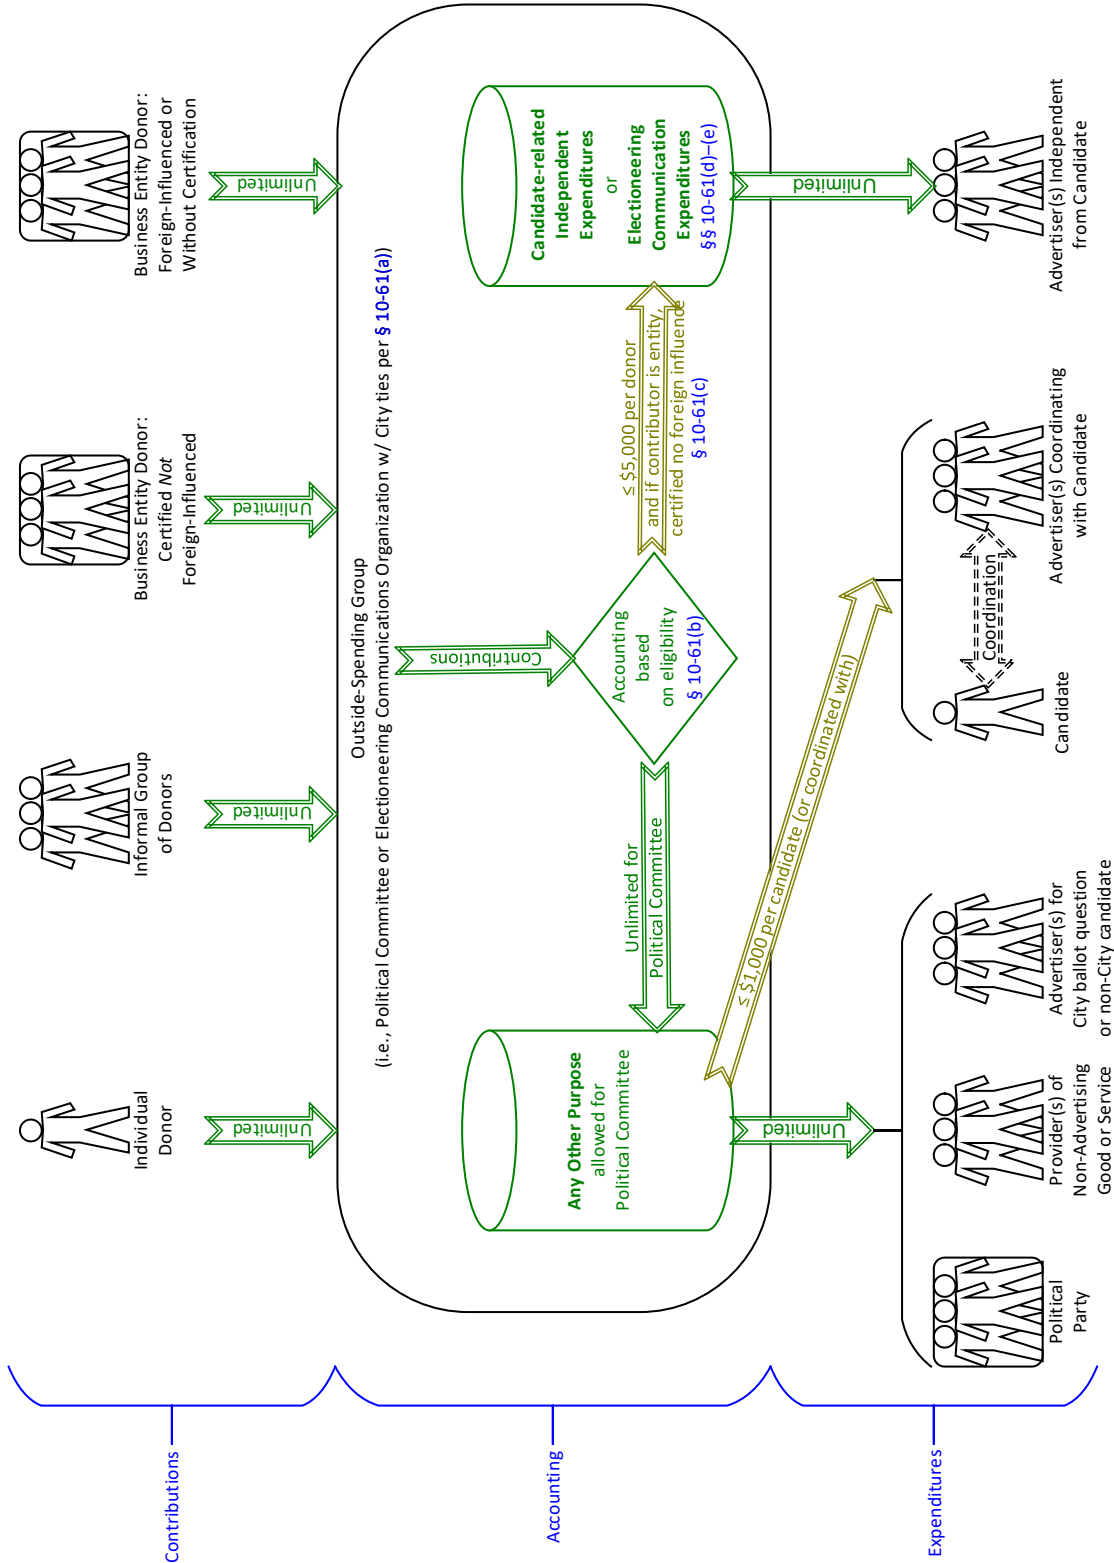 Contributions
Individual
Donor
Informal Group
of Donors
Business Entity Donor:
Certified Not
Foreign-Influenced
Business Entity Donor:
Foreign-Influenced or
Without Certification
Unlimited
Unlimited
Unlimited
Unlimited
Accounting
Outside-Spending Group
(i.e., Political Committee or Electioneering Communications Organization w/ City ties per § 10-61(a))
Contributions
Accounting
based
on eligibility
§ 10-61(b)
Unlimited for
Political Committee
≤ $5,000 per donor
and if contributor is entity,
certified no foreign influence
§ 10-61(c)
Any Other Purpose
allowed for
Political Committee
Candidate-related
Independent
Expenditures
or
Electioneering
Communication
Expenditures
§§ 10-61(d)–(e)
Unlimited
≤ $1,000 per candidate (or coordinated with)
Unlimited
Expenditures
Political
Party
Provider(s) of
Non-Advertising
Good or Service
Advertiser(s) for
City ballot question
or non-City candidate
Candidate
Coordination
Advertiser(s) Coordinating
with Candidate
Advertiser(s) Independent
from Candidate